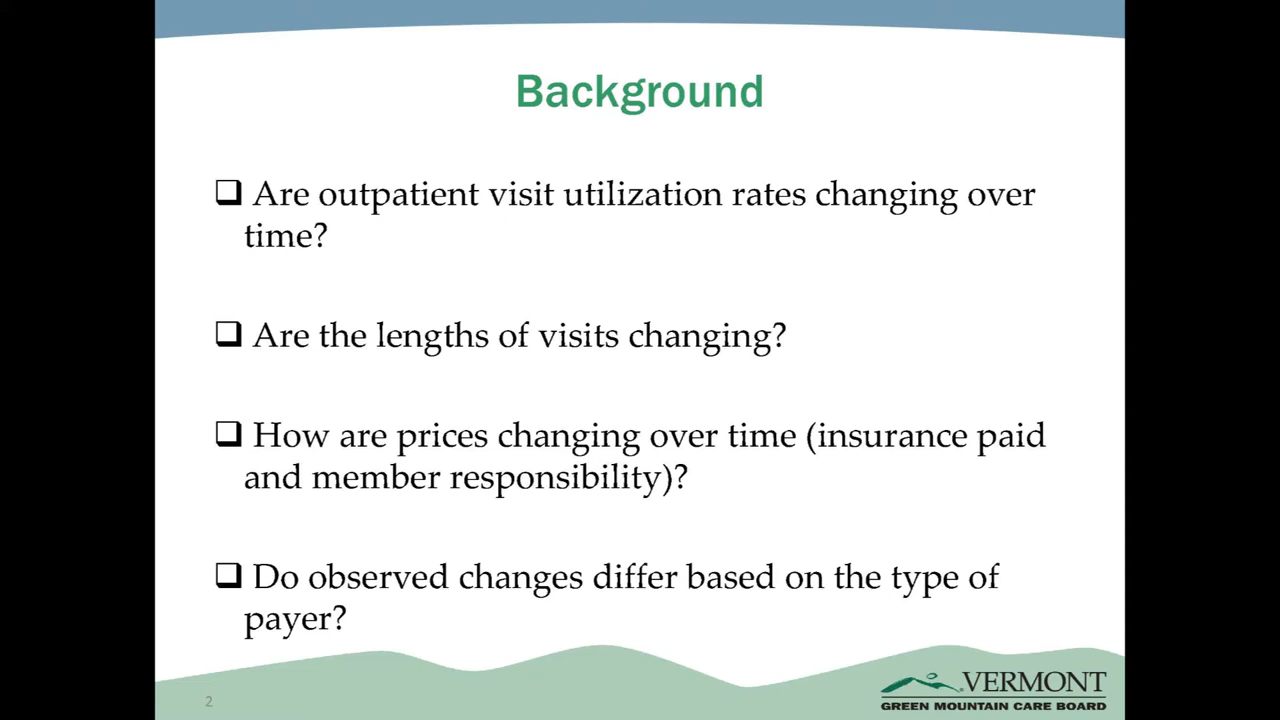 Background
❑ Are outpatient visit utilization rates changing over
time?
❑ Are the lengths of visits changing?
❑ How are prices changing over time (insurance paid
and member responsibility)?
❑ Do observed changes differ based on the type of
payer?
2
VERMONT
GREEN MOUNTAIN CARE BOARD